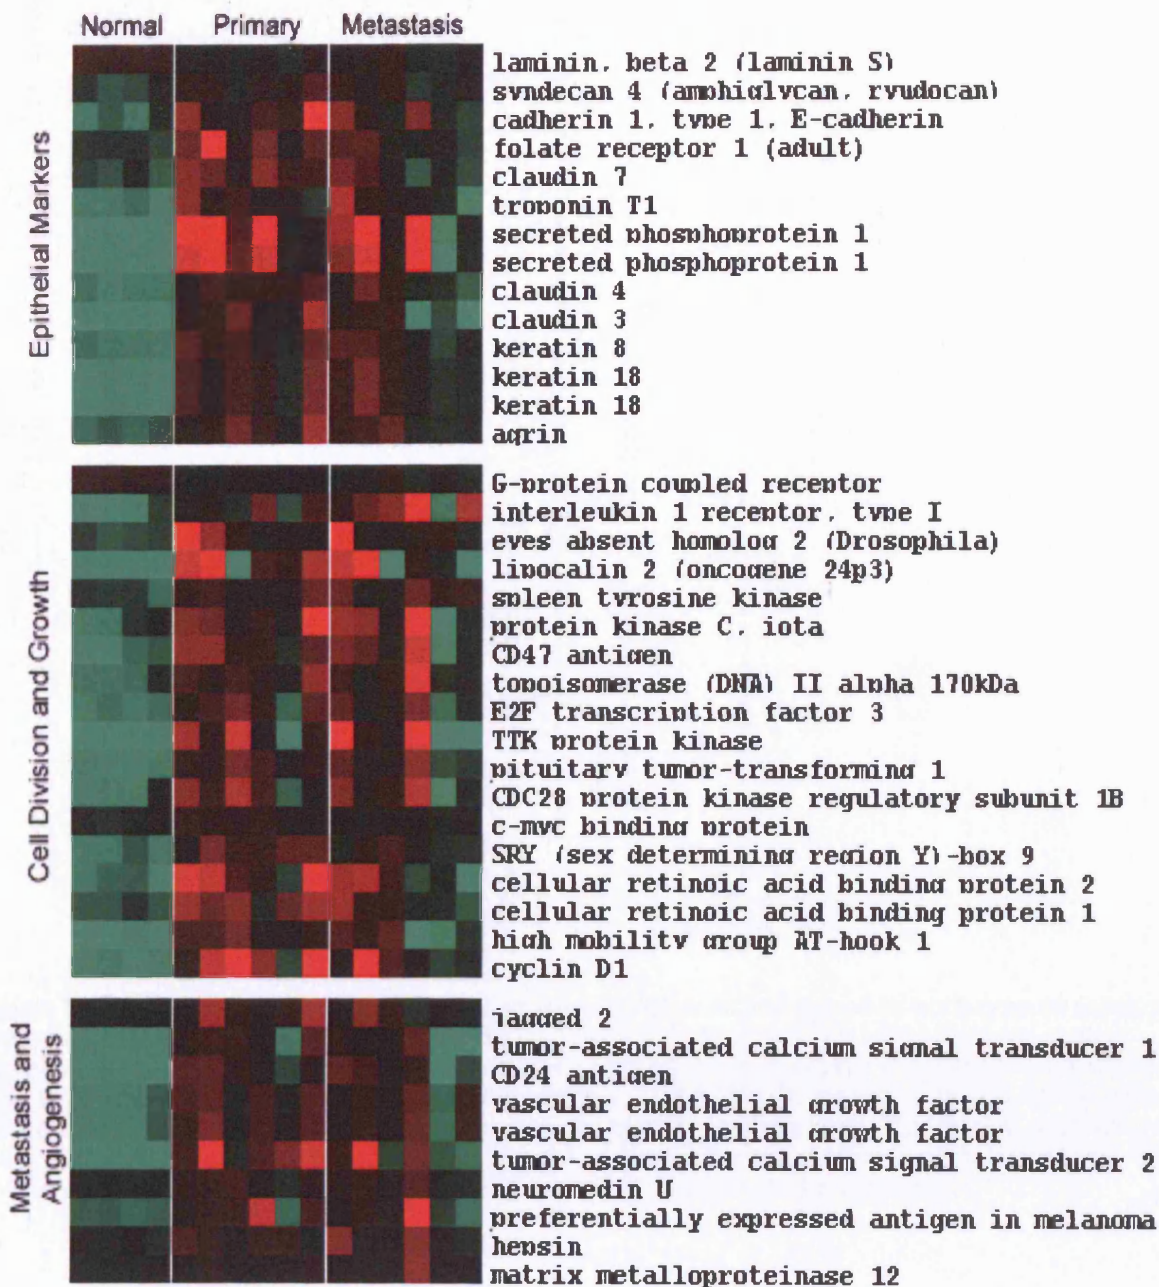 Normal Primary Metastasis
Epithelial Markers
laminin, beta 2 (laminin S)
syndecan 4 (amphiglycan, ryudocan)
cadherin 1, type 1, E-cadherin
folate receptor 1 (adult)
claudin 7
troponin T1
secreted phosphoprotein 1
secreted phosphoprotein 1
claudin 4
claudin 3
keratin 8
keratin 18
keratin 18
agrin
Cell Division and Growth
G-protein coupled receptor
interleukin 1 receptor, type I
eyes absent homolog 2 (Drosophila)
lipocalin 2 (oncogene 24p3)
spleen tyrosine kinase
protein kinase C, iota
CD47 antigen
topoisomerase (DNA) II alpha 170kDa
E2F transcription factor 3
TTK protein kinase
pituitary tumor-transforming 1
CDC28 protein kinase regulatory subunit 1B
c-myc binding protein
SRY (sex determining region Y)-box 9
cellular retinoic acid binding protein 2
cellular retinoic acid binding protein 1
high mobility group AT-hook 1
cyclin D1
Metastasis and
Angiogenesis
jagged 2
tumor-associated calcium signal transducer 1
CD24 antigen
vascular endothelial growth factor
vascular endothelial growth factor
tumor-associated calcium signal transducer 2
neuromedin U
preferentially expressed antigen in melanoma
hepsin
matrix metalloproteinase 12